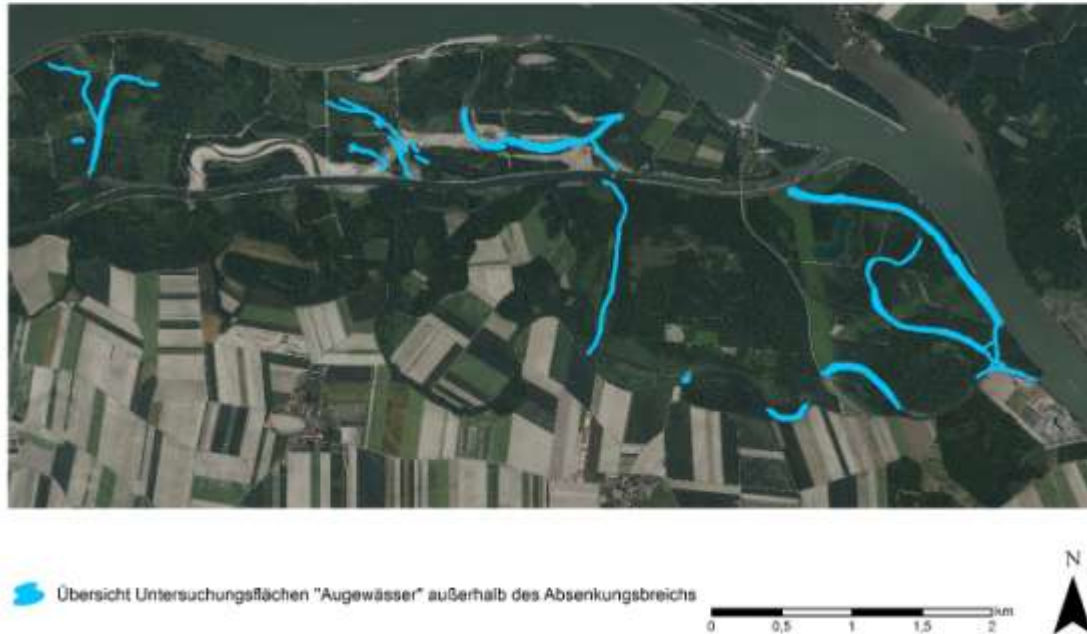 N
Übersicht Untersuchungsflächen "Augewässer" außerhalb des Absenkungsbreichs
km
0 0,5 1 1,5 2